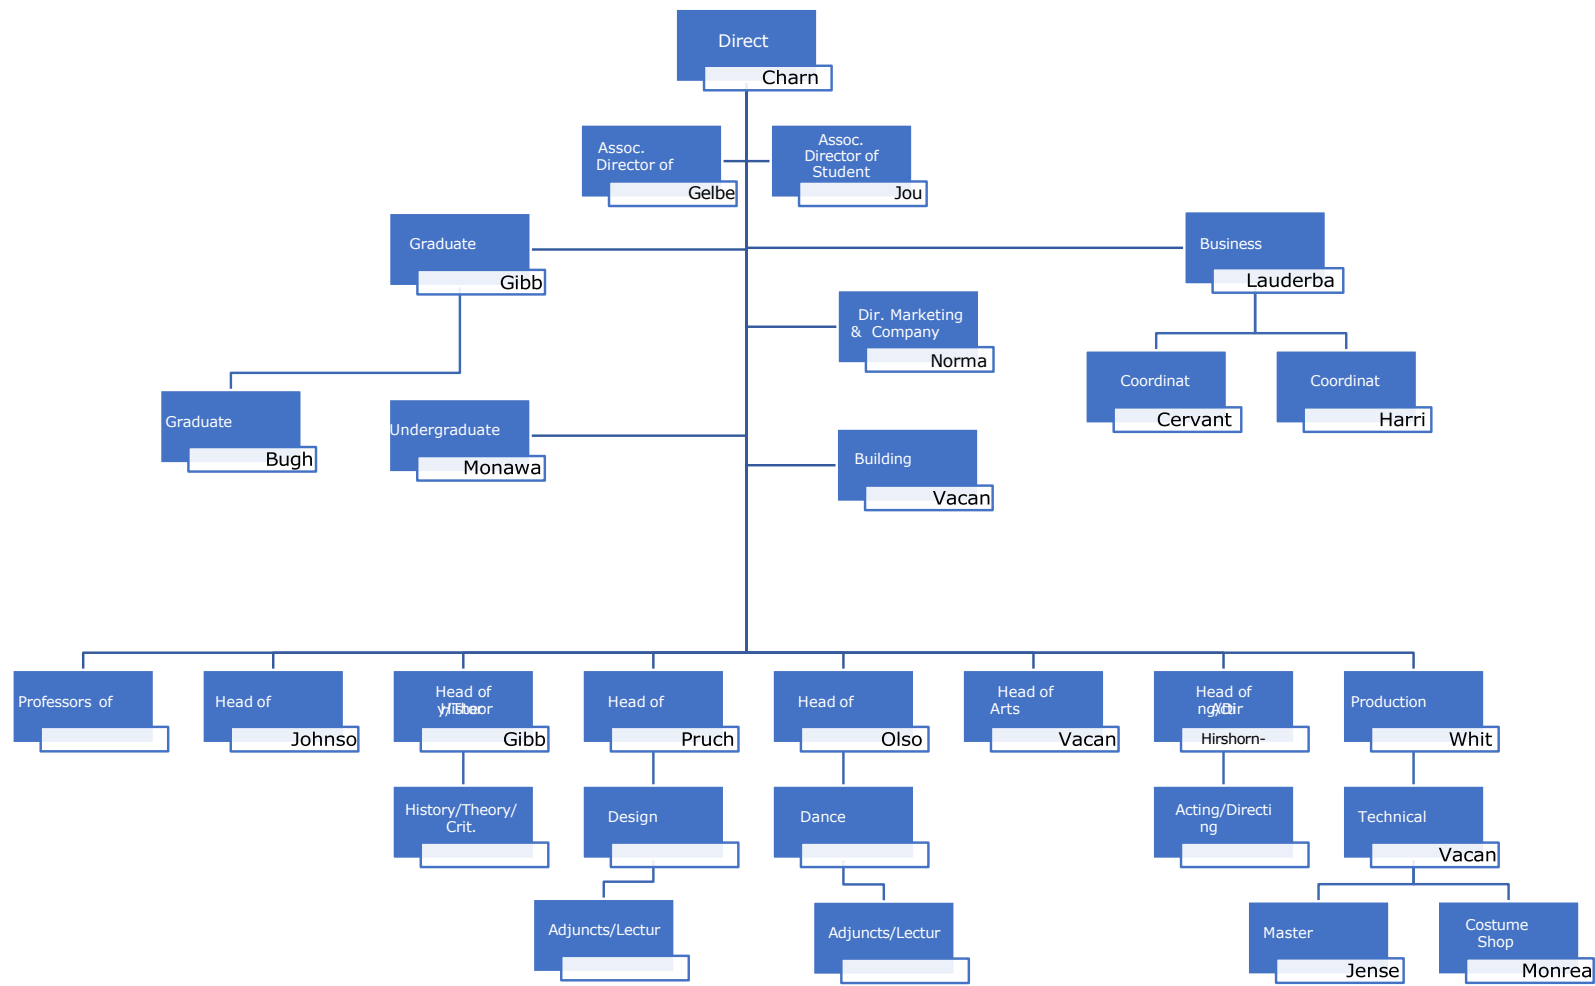 Direct
Charn
Assoc.
Director of
Gelbe
Assoc.
Director of
Student
Jou
Graduate
Gibb
Business
Lauderba
Dir. Marketing
& Company
Norma
Coordinat
Cervant
Coordinat
Harri
Graduate
Bugh
Undergraduate
Monawa
Building
Vacan
Professors of
Head of
Johnso
Head of
Gibb
Head of
Pruch
Head of
Olso
Head of
Arts
Vacan
Head of
Hirshorn-
Production
Whit
History/Theory/
Crit.
Design
Dance
Acting/Directi
ng
Technical
Vacan
Adjuncts/Lectur
Adjuncts/Lectur
Master
Jense
Costume
Shop
Monrea